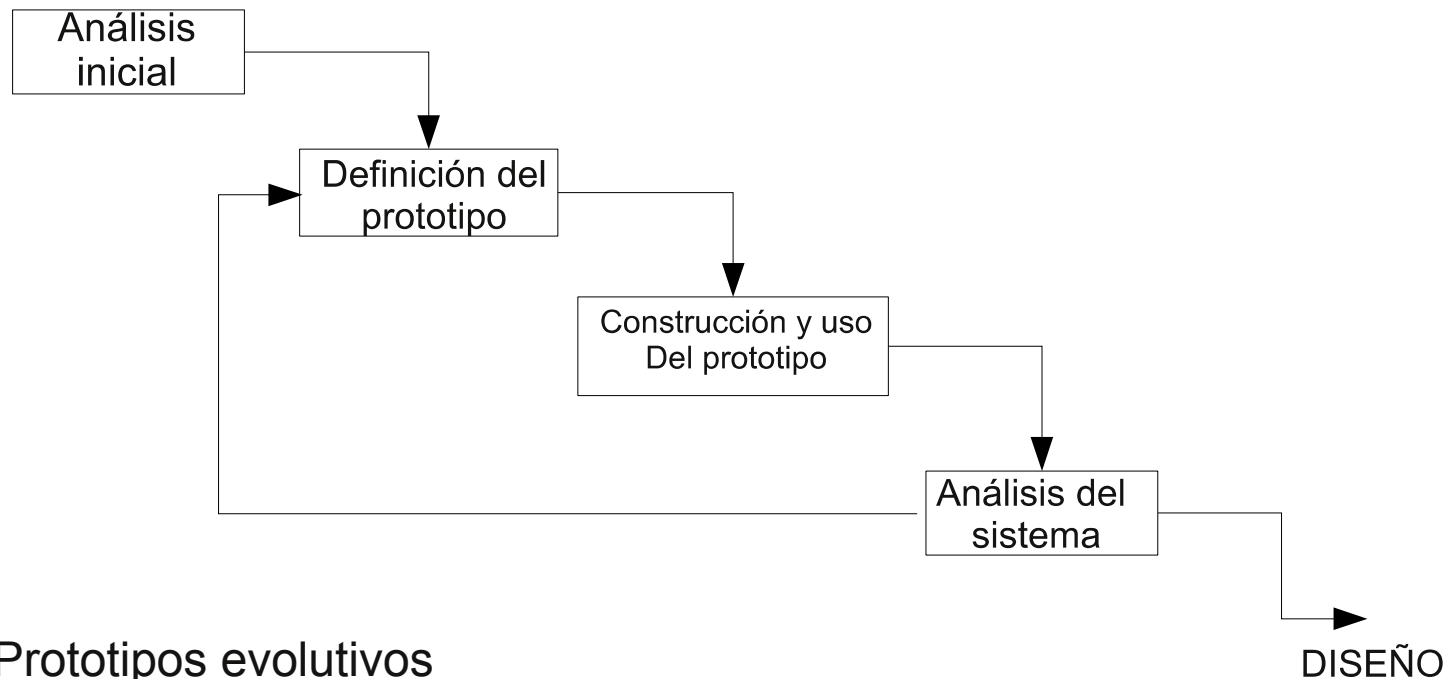 Análisis
inicial
Definición del
prototipo
Construcción y uso
Del prototipo
Análisis del
sistema
Prototipos evolutivos
DISEÑO